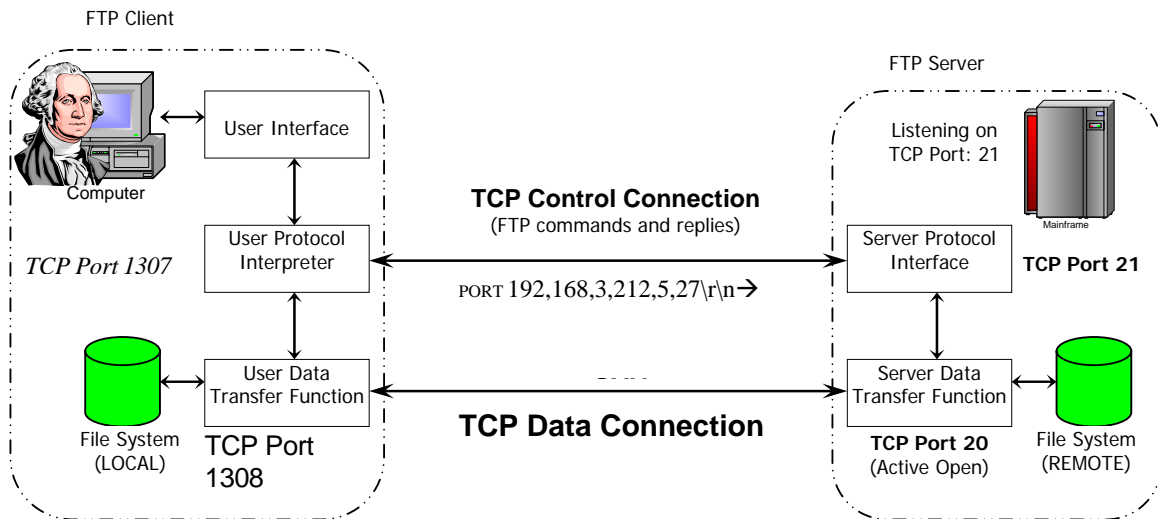 FTP Client
FTP Server
User Interface
Computer
Listening on
TCP Port: 21
Mainframe
TCP Control Connection
(FTP commands and replies)
TCP Port 1307
User Protocol
Interpreter
Server Protocol
Interface
TCP Port 21
PORT 192,168,3,212,5,27\r\n→
User Data
Transfer Function
Server Data
Transfer Function
TCP Data Connection
File System
(LOCAL)
TCP Port
1308
TCP Port 20
(Active Open)
File System
(REMOTE)